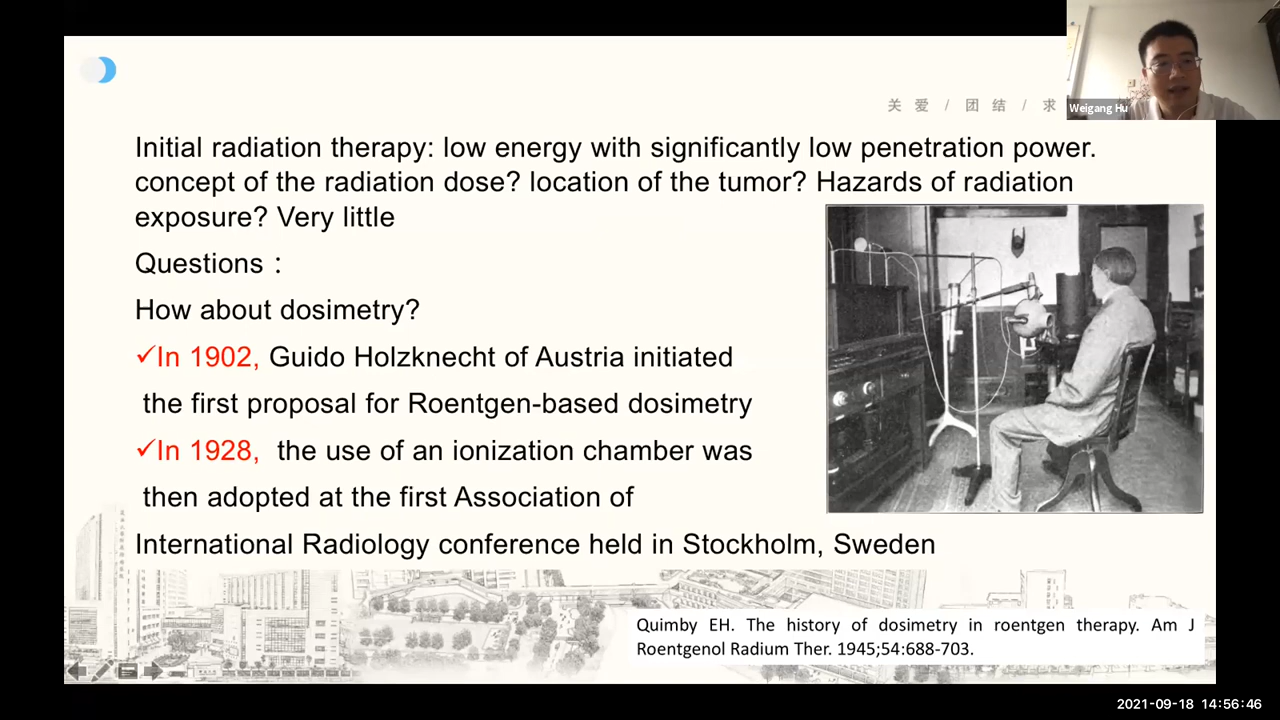 关 爱 / 团 结 / 求
Weigang Hu
Initial radiation therapy: low energy with significantly low penetration power.
concept of the radiation dose? location of the tumor? Hazards of radiation
exposure? Very little
Questions：
How about dosimetry?
✓In 1902, Guido Holzknecht of Austria initiated
the first proposal for Roentgen-based dosimetry
✓In 1928, the use of an ionization chamber was
then adopted at the first Association of
International Radiology conference held in Stockholm, Sweden
Quimby EH. The history of dosimetry in roentgen therapy. Am J
Roentgenol Radium Ther. 1945;54:688-703.
2021-09-18 14:56:46